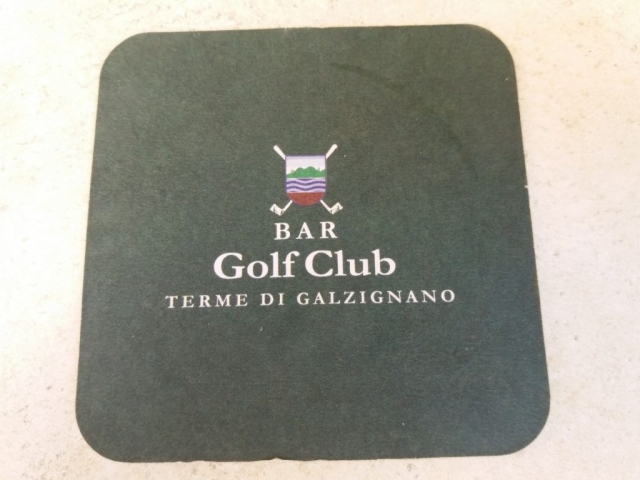 BAR
Golf Club
TERME DI GALZIGNANO